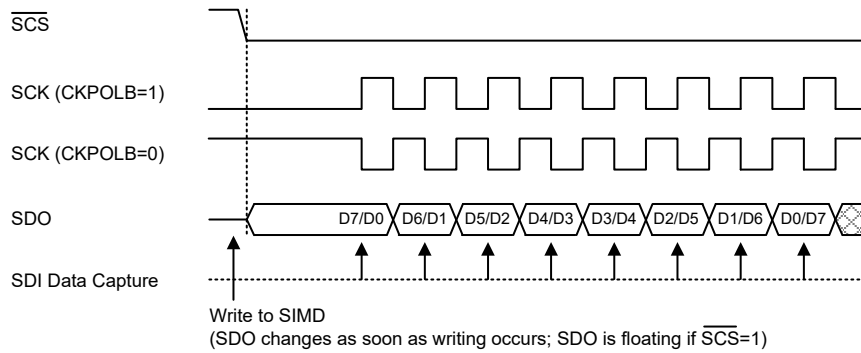 SCS
SCK (CKPOLB=1)
SCK (CKPOLB=0)
SDO D7/D0 D6/D1 D5/D2 D4/D3 D3/D4 D2/D5 D1/D6 D0/D7
SDI Data Capture
Write to SIMD
(SDO changes as soon as writing occurs; SDO is floating if SCS=1)